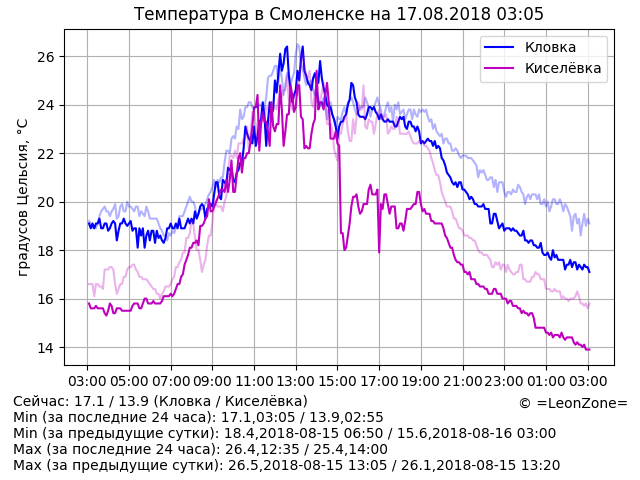 Температура в Смоленске на 17.08.2018 03:05
Кловка
Киселёвка
градусов Цельсия, °C
26
24
22
20
18
16
14
03:00 05:00 07:00 09:00 11:00 13:00 15:00 17:00 19:00 21:00 23:00 01:00 03:00
Сейчас: 17.1 / 13.9 (Кловка / Киселёвка)
© =LeonZone=
Min (за последние 24 часа): 17.1,03:05 / 13.9,02:55
Min (за предыдущие сутки): 18.4,2018-08-15 06:50 / 15.6,2018-08-16 03:00
Max (за последние 24 часа): 26.4,12:35 / 25.4,14:00
Max (за предыдущие сутки): 26.5,2018-08-15 13:05 / 26.1,2018-08-15 13:20